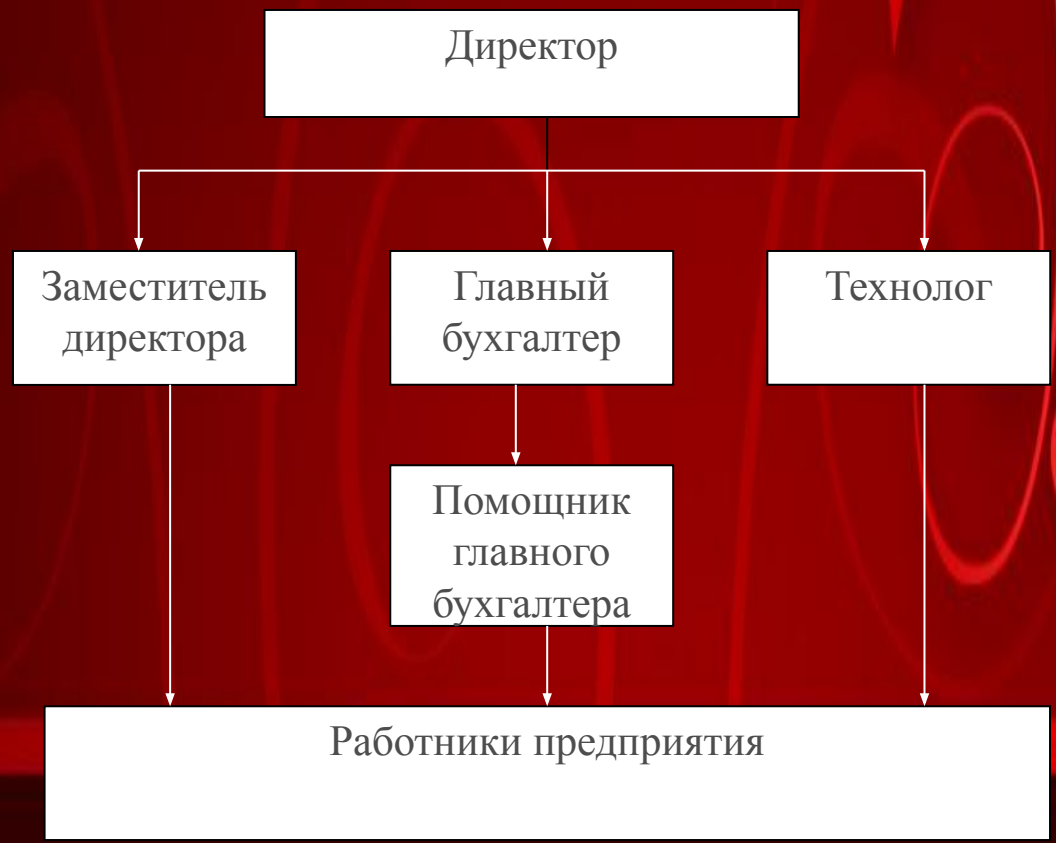 Директор
Заместитель
директора
Главный
бухгалтер
Технолог
Помощник
главного
бухгалтера
Работники предприятия